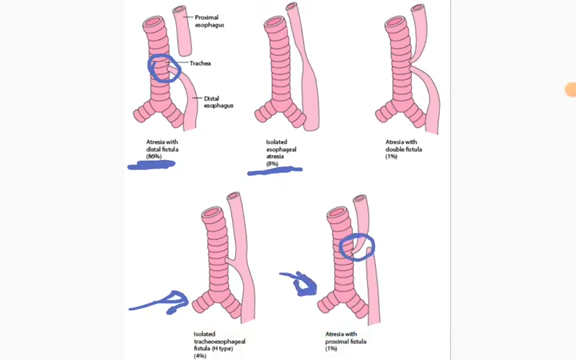 Proximal
esophagus
Trachea
Distal
esophagus
Atresia with
distal fistula
(86%)
Isolated
esophageal
atresia
(8%)
Atresia with
double fistula
(1%)
Isolated
tracheoesophageal
fistula (H type)
(4%)
Atresia with
proximal fistula
(1%)